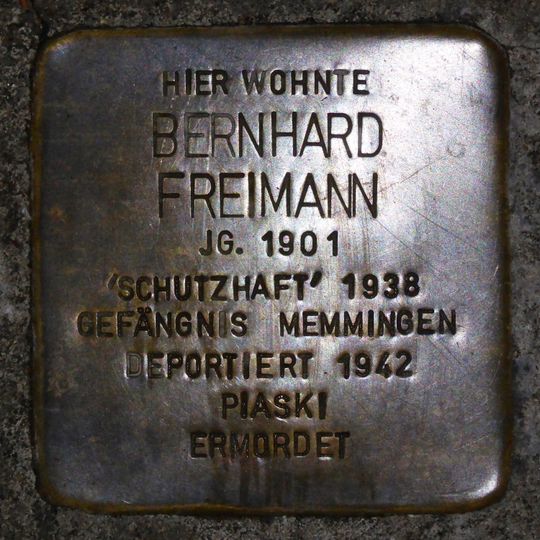 HIER WOHNTE
BERNHARD
FREIMANN
JG. 1901
'SCHUTZHAFT' 1938
GEFÄNGNIS MEMMINGEN
DEPORTIERT 1942
PIASKI
ERMORDET